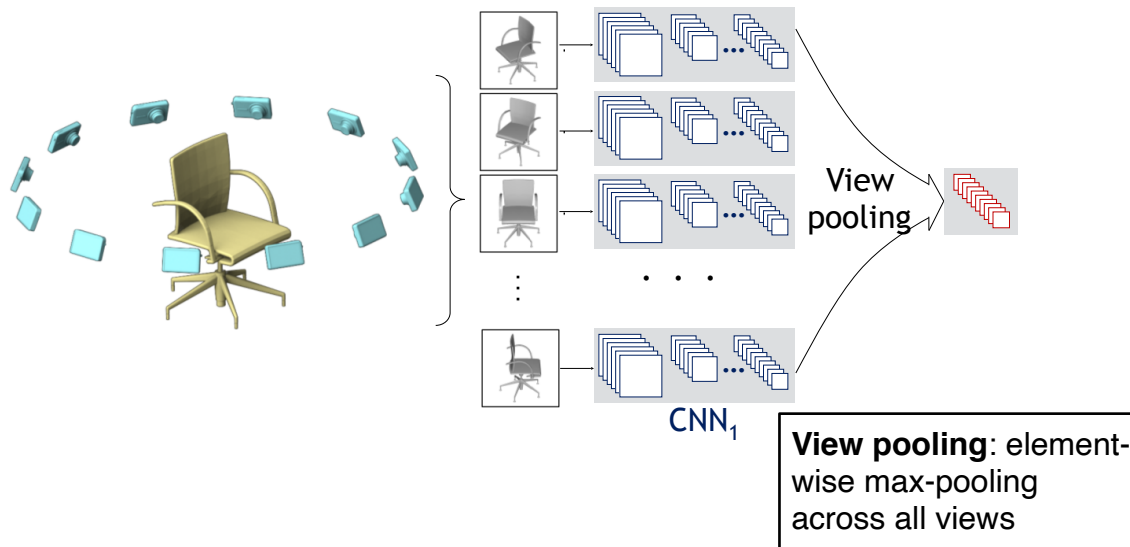 View
pooling
CNN₁
View pooling: element-
wise max-pooling
across all views